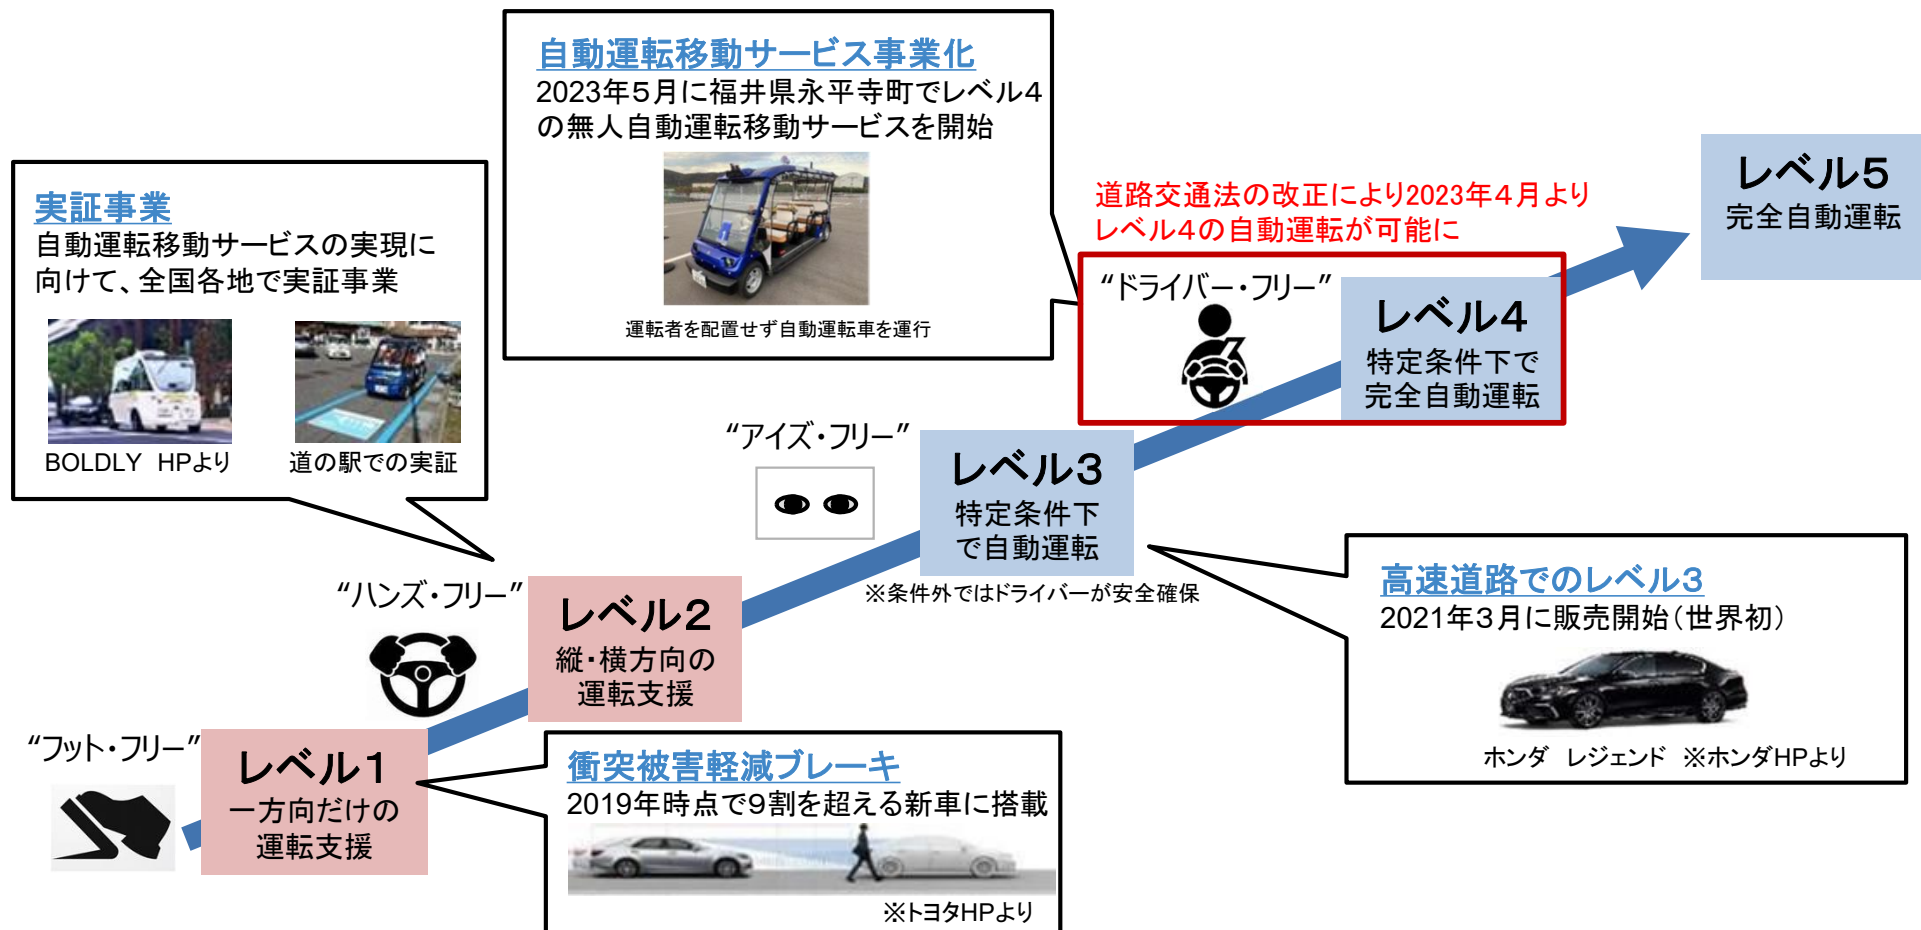 自動運転移動サービス事業化
2023年5月に福井県永平寺町でレベル4
の無人自動運転移動サービスを開始
運転者を配置せず自動運転車を運行
実証事業
自動運転移動サービスの実現に
向けて、全国各地で実証事業
BOLDLY HPより
道の駅での実証
道路交通法の改正により2023年4月より
レベル4の自動運転が可能に
レベル5
完全自動運転
“ドライバー・フリー”
レベル4
特定条件下で
完全自動運転
“アイズ・フリー”
レベル3
特定条件下
で自動運転
※条件外ではドライバーが安全確保
高速道路でのレベル3
2021年3月に販売開始(世界初)
ホンダ レジェンド ※ホンダHPより
“ハンズ・フリー”
レベル2
縦・横方向の
運転支援
“フット・フリー”
レベル1
一方向だけの
運転支援
衝突被害軽減ブレーキ
2019年時点で9割を超える新車に搭載
※トヨタHPより